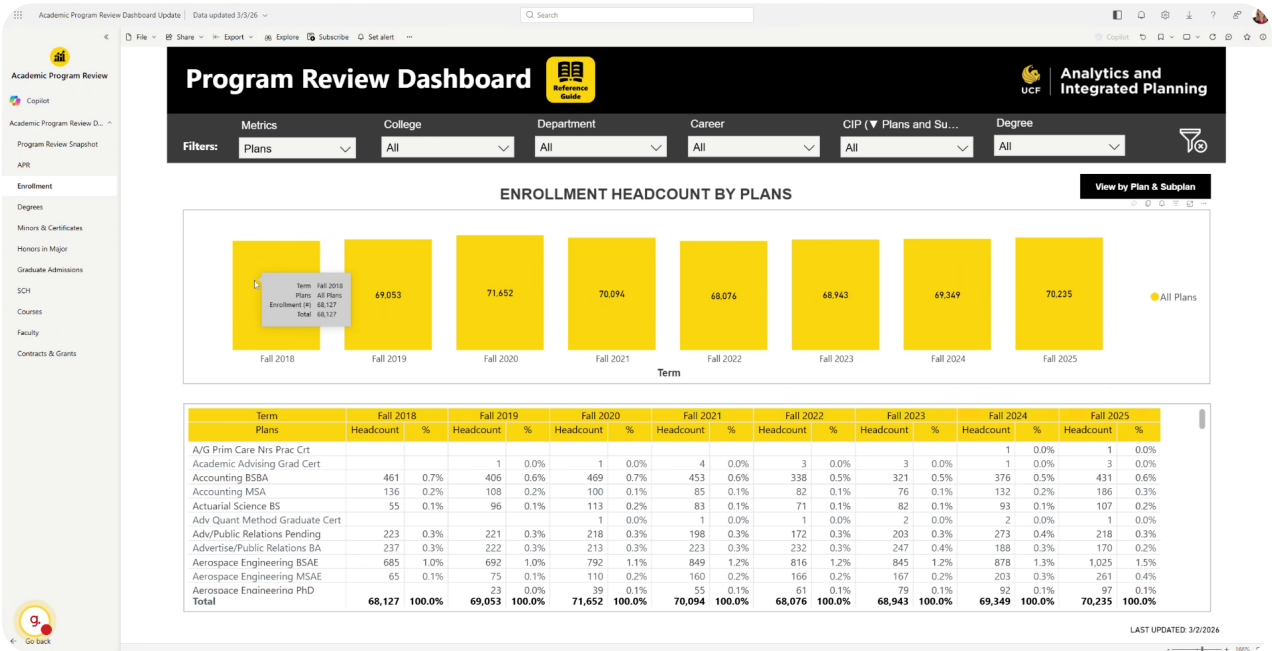 Academic Program Review Dashboard Update | Data updated 3/3/26
Search
File Share Export Explore Subscribe Set alert ...
Copilot
Academic Program Review
Copilot
Academic Program Review D...
Program Review Snapshot
APR
Enrollment
Degrees
Minors & Certificates
Honors in Major
Graduate Admissions
SCH
Courses
Faculty
Contracts & Grants
g.
Go back
Program Review Dashboard
Reference
Guide
UCF
Analytics and
Integrated Planning
Filters:
Metrics College Department Career CIP (▼ Plans and Su... Degree
Plans All All All All All
View by Plan & Subplan
ENROLLMENT HEADCOUNT BY PLANS
Term Fall 2018
Plans All Plans
Enrollment (#) 68,127
Total 68,127
69,053 71,652 70,094 68,076 68,943 69,349 70,235
All Plans
Fall 2018 Fall 2019 Fall 2020 Fall 2021 Fall 2022 Fall 2023 Fall 2024 Fall 2025
Term
Term Fall 2018 Fall 2019 Fall 2020 Fall 2021 Fall 2022 Fall 2023 Fall 2024 Fall 2025
Plans Headcount % Headcount % Headcount % Headcount % Headcount % Headcount % Headcount % Headcount %
A/G Prim Care Nrs Prac Crt 1 0.0% 1 0.0%
Academic Advising Grad Cert 1 0.0% 1 0.0% 4 0.0% 3 0.0% 3 0.0% 1 0.0% 3 0.0%
Accounting BSBA 461 0.7% 406 0.6% 469 0.7% 453 0.6% 338 0.5% 321 0.5% 376 0.5% 431 0.6%
Accounting MSA 136 0.2% 108 0.2% 100 0.1% 85 0.1% 82 0.1% 76 0.1% 132 0.2% 186 0.3%
Actuarial Science BS 55 0.1% 96 0.1% 113 0.2% 83 0.1% 71 0.1% 82 0.1% 93 0.1% 107 0.2%
Adv Quant Method Graduate Cert 1 0.0% 1 0.0% 1 0.0% 2 0.0% 2 0.0% 1 0.0%
Adv/Public Relations Pending 223 0.3% 221 0.3% 218 0.3% 198 0.3% 172 0.3% 203 0.3% 273 0.4% 218 0.3%
Advertise/Public Relations BA 237 0.3% 222 0.3% 213 0.3% 223 0.3% 232 0.3% 247 0.4% 188 0.3% 170 0.2%
Aerospace Engineering BSAE 685 1.0% 692 1.0% 792 1.1% 849 1.2% 816 1.2% 845 1.2% 878 1.3% 1,025 1.5%
Aerospace Engineering MSAE 65 0.1% 75 0.1% 110 0.2% 160 0.2% 166 0.2% 167 0.2% 203 0.3% 261 0.4%
Aerospace Engineering PhD 23 0.0% 39 0.1% 55 0.1% 61 0.1% 79 0.1% 92 0.1% 97 0.1%
Total 68,127 100.0% 69,053 100.0% 71,652 100.0% 70,094 100.0% 68,076 100.0% 68,943 100.0% 69,349 100.0% 70,235 100.0%
LAST UPDATED: 3/2/2026